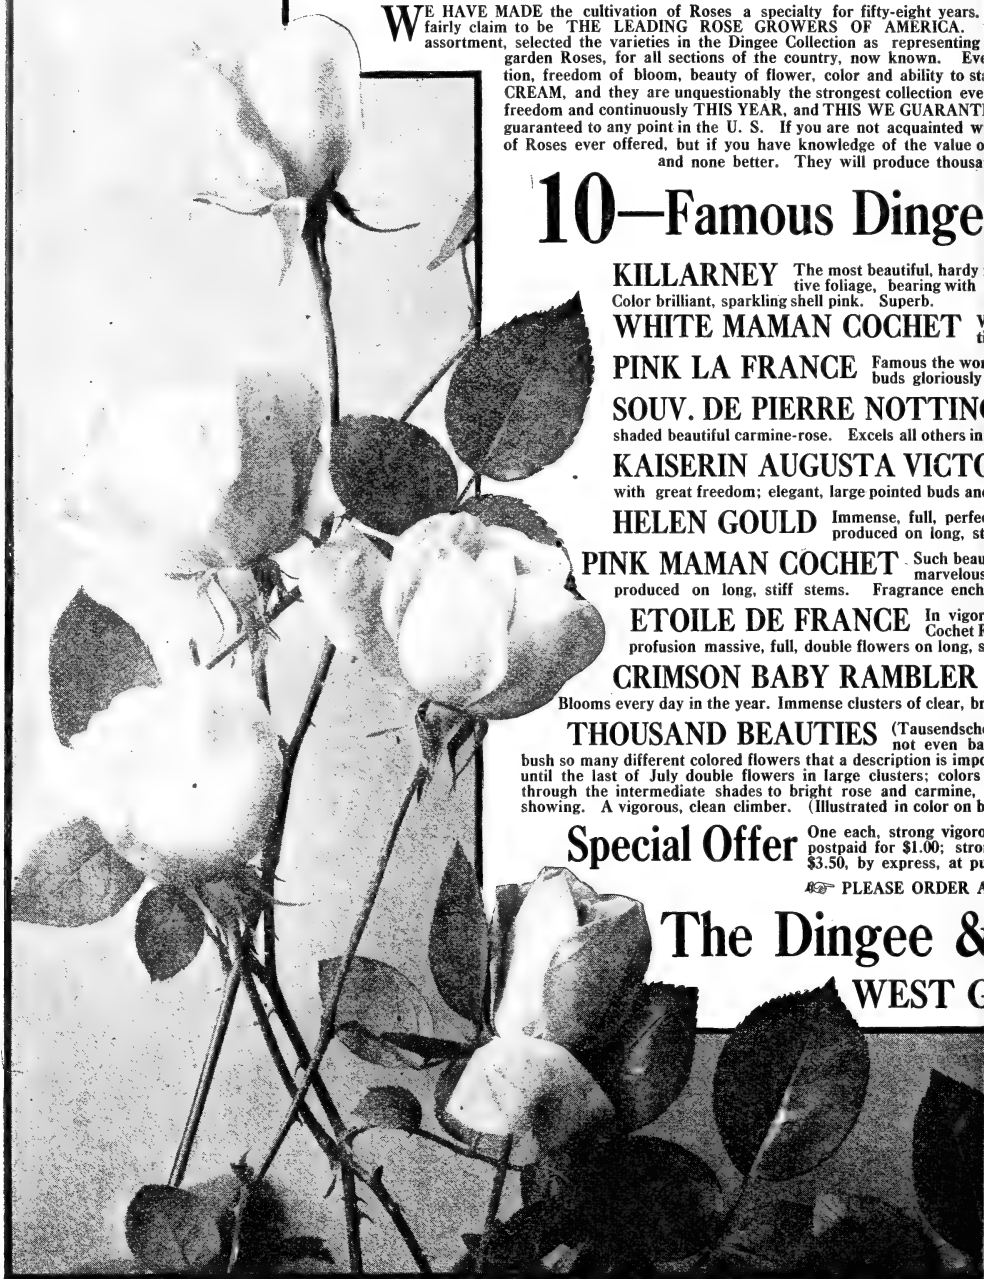 WE HAVE MADE the cultivation of Roses a specialty for fifty-eight years.
fairly claim to be THE LEADING ROSE GROWERS OF AMERICA.
assortment, selected the varieties in the Dingee Collection as representing
garden Roses, for all sections of the country, now known. Eve
tion, freedom of bloom, beauty of flower, color and ability to sta
CREAM, and they are unquestionably the strongest collection eve
freedom and continuously THIS YEAR, and THIS WE GUARANT
guaranteed to any point in the U. S. If you are not acquainted w
of Roses ever offered, but if you have knowledge of the value o
and none better. They will produce thousa
10—Famous Dinge
KILLARNEY The most beautiful, hardy
tive foliage, bearing with
Color brilliant, sparkling shell pink. Superb.
WHITE MAMAN COCHET
PINK LA FRANCE Famous the wor
buds gloriously
SOUV. DE PIERRE NOTTING
shaded beautiful carmine-rose. Excels all others in
KAISERIN AUGUSTA VICTO
with great freedom; elegant, large pointed buds and
HELEN GOULD Immense, full, perfec
produced on long, st
PINK MAMAN COCHET Such beau
marvelous
produced on long, stiff stems. Fragrance ench
ETOILE DE FRANCE In vigor
Cochet
profusion massive, full, double flowers on long, s
CRIMSON BABY RAMBLER
Blooms every day in the year. Immense clusters of clear, br
THOUSAND BEAUTIES (Tausendsch
not even ba
bush so many different colored flowers that a description is impo
until the last of July double flowers in large clusters; colors
through the intermediate shades to bright rose and carmine,
showing. A vigorous, clean climber. (Illustrated in color on b
Special Offer One each, strong vigoro
postpaid for $1.00; stro
$3.50, by express, at pu
☞ PLEASE ORDER A
The Dingee &
WEST G